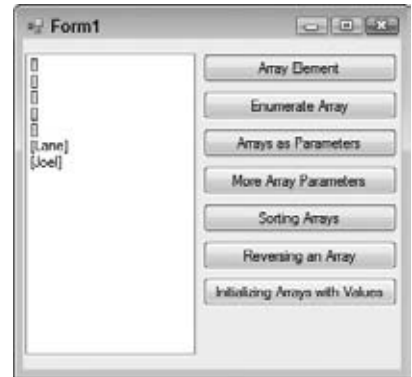 Form1
[]
[]
[]
[]
[]
[Lane]
[Joel]
Array Element
Enumerate Array
Arrays as Parameters
More Array Parameters
Sorting Arrays
Reversing an Array
Initializing Arrays with Values